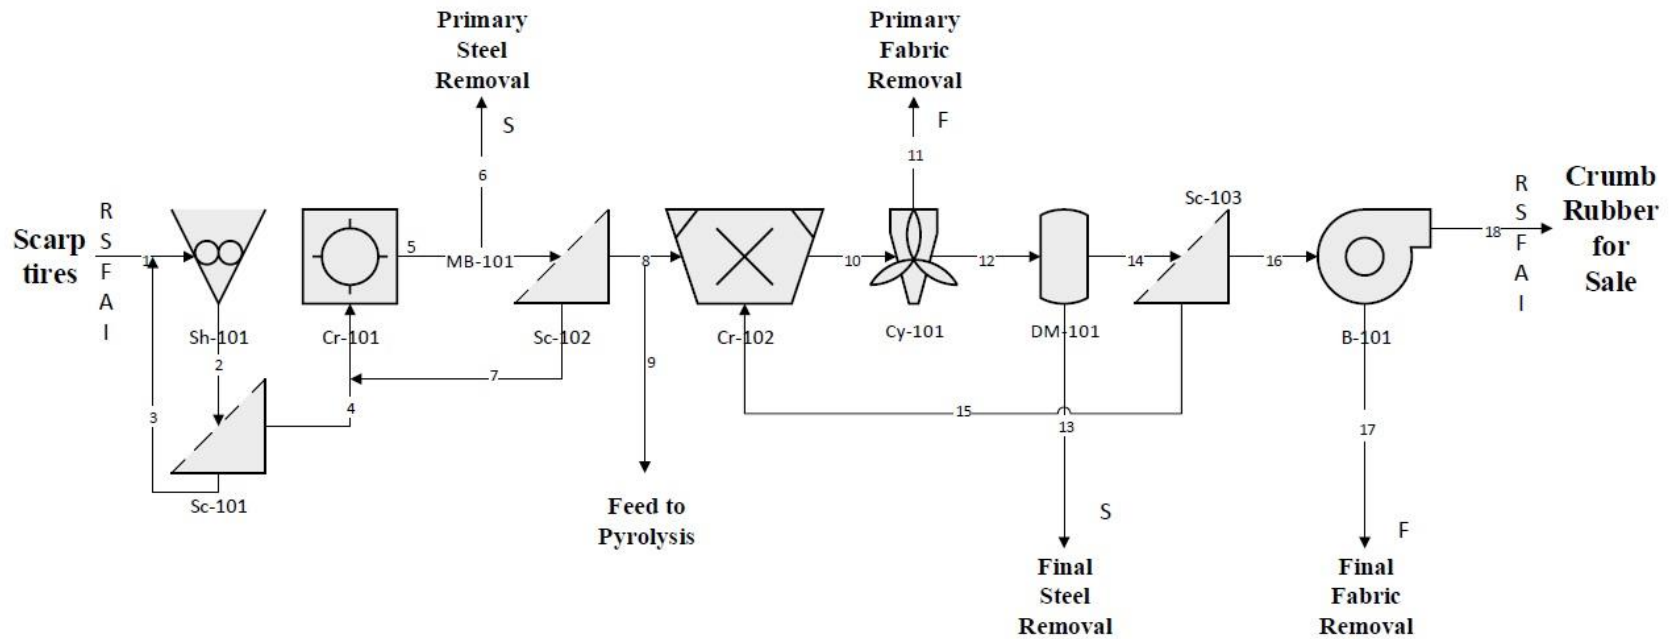 Primary
Steel
Removal
S
6
Primary
Fabric
Removal
F
11
Scarp
tires
R
S
F
A
I
1
Sh-101
2
3
Sc-101
4
Cr-101
5
MB-101
Sc-102
7
8
9
Feed to
Pyrolysis
Cr-102
10
Cy-101
12
DM-101
13
S
Final
Steel
Removal
14
Sc-103
15
16
B-101
17
F
Final
Fabric
Removal
18
R
S
F
A
I
Crumb
Rubber
for
Sale